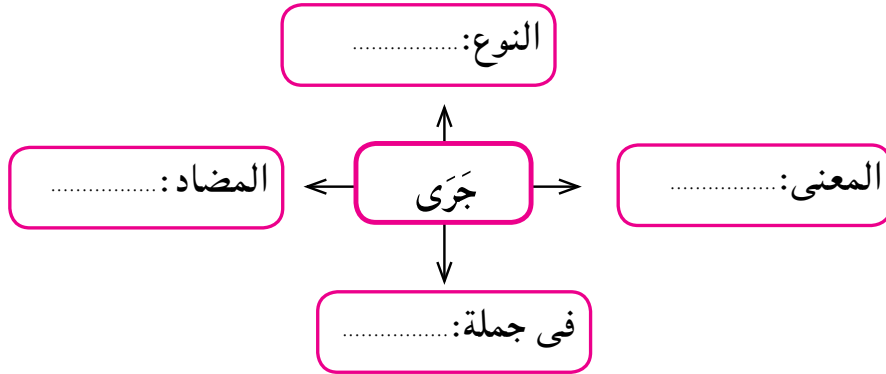 النوع: .................
المعنى: .................
جَرَى
المضاد: .................
فى جملة: .................